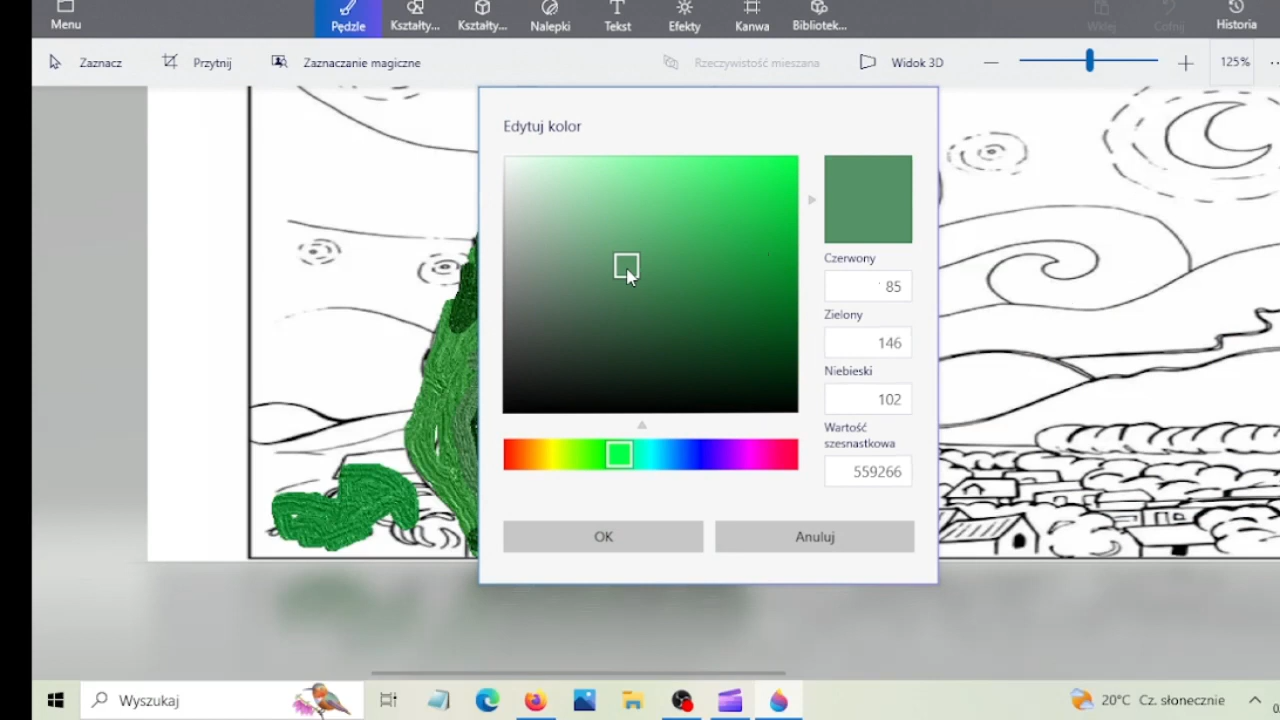 Menu
Pędzle
Kształty...
Kształty...
Nalepki
Tekst
Efekty
Kanwa
Bibliotek...
Wklej
Cofnij
Historia
Zaznacz
Przytnij
Zaznaczanie magiczne
Rzeczywistość mieszana
Widok 3D
125%
Edytuj kolor
Czerwony
85
Zielony
146
Niebieski
102
Wartość
szesnastkowa
559266
OK
Anuluj
Wyszukaj
20°C Cz. słonecznie